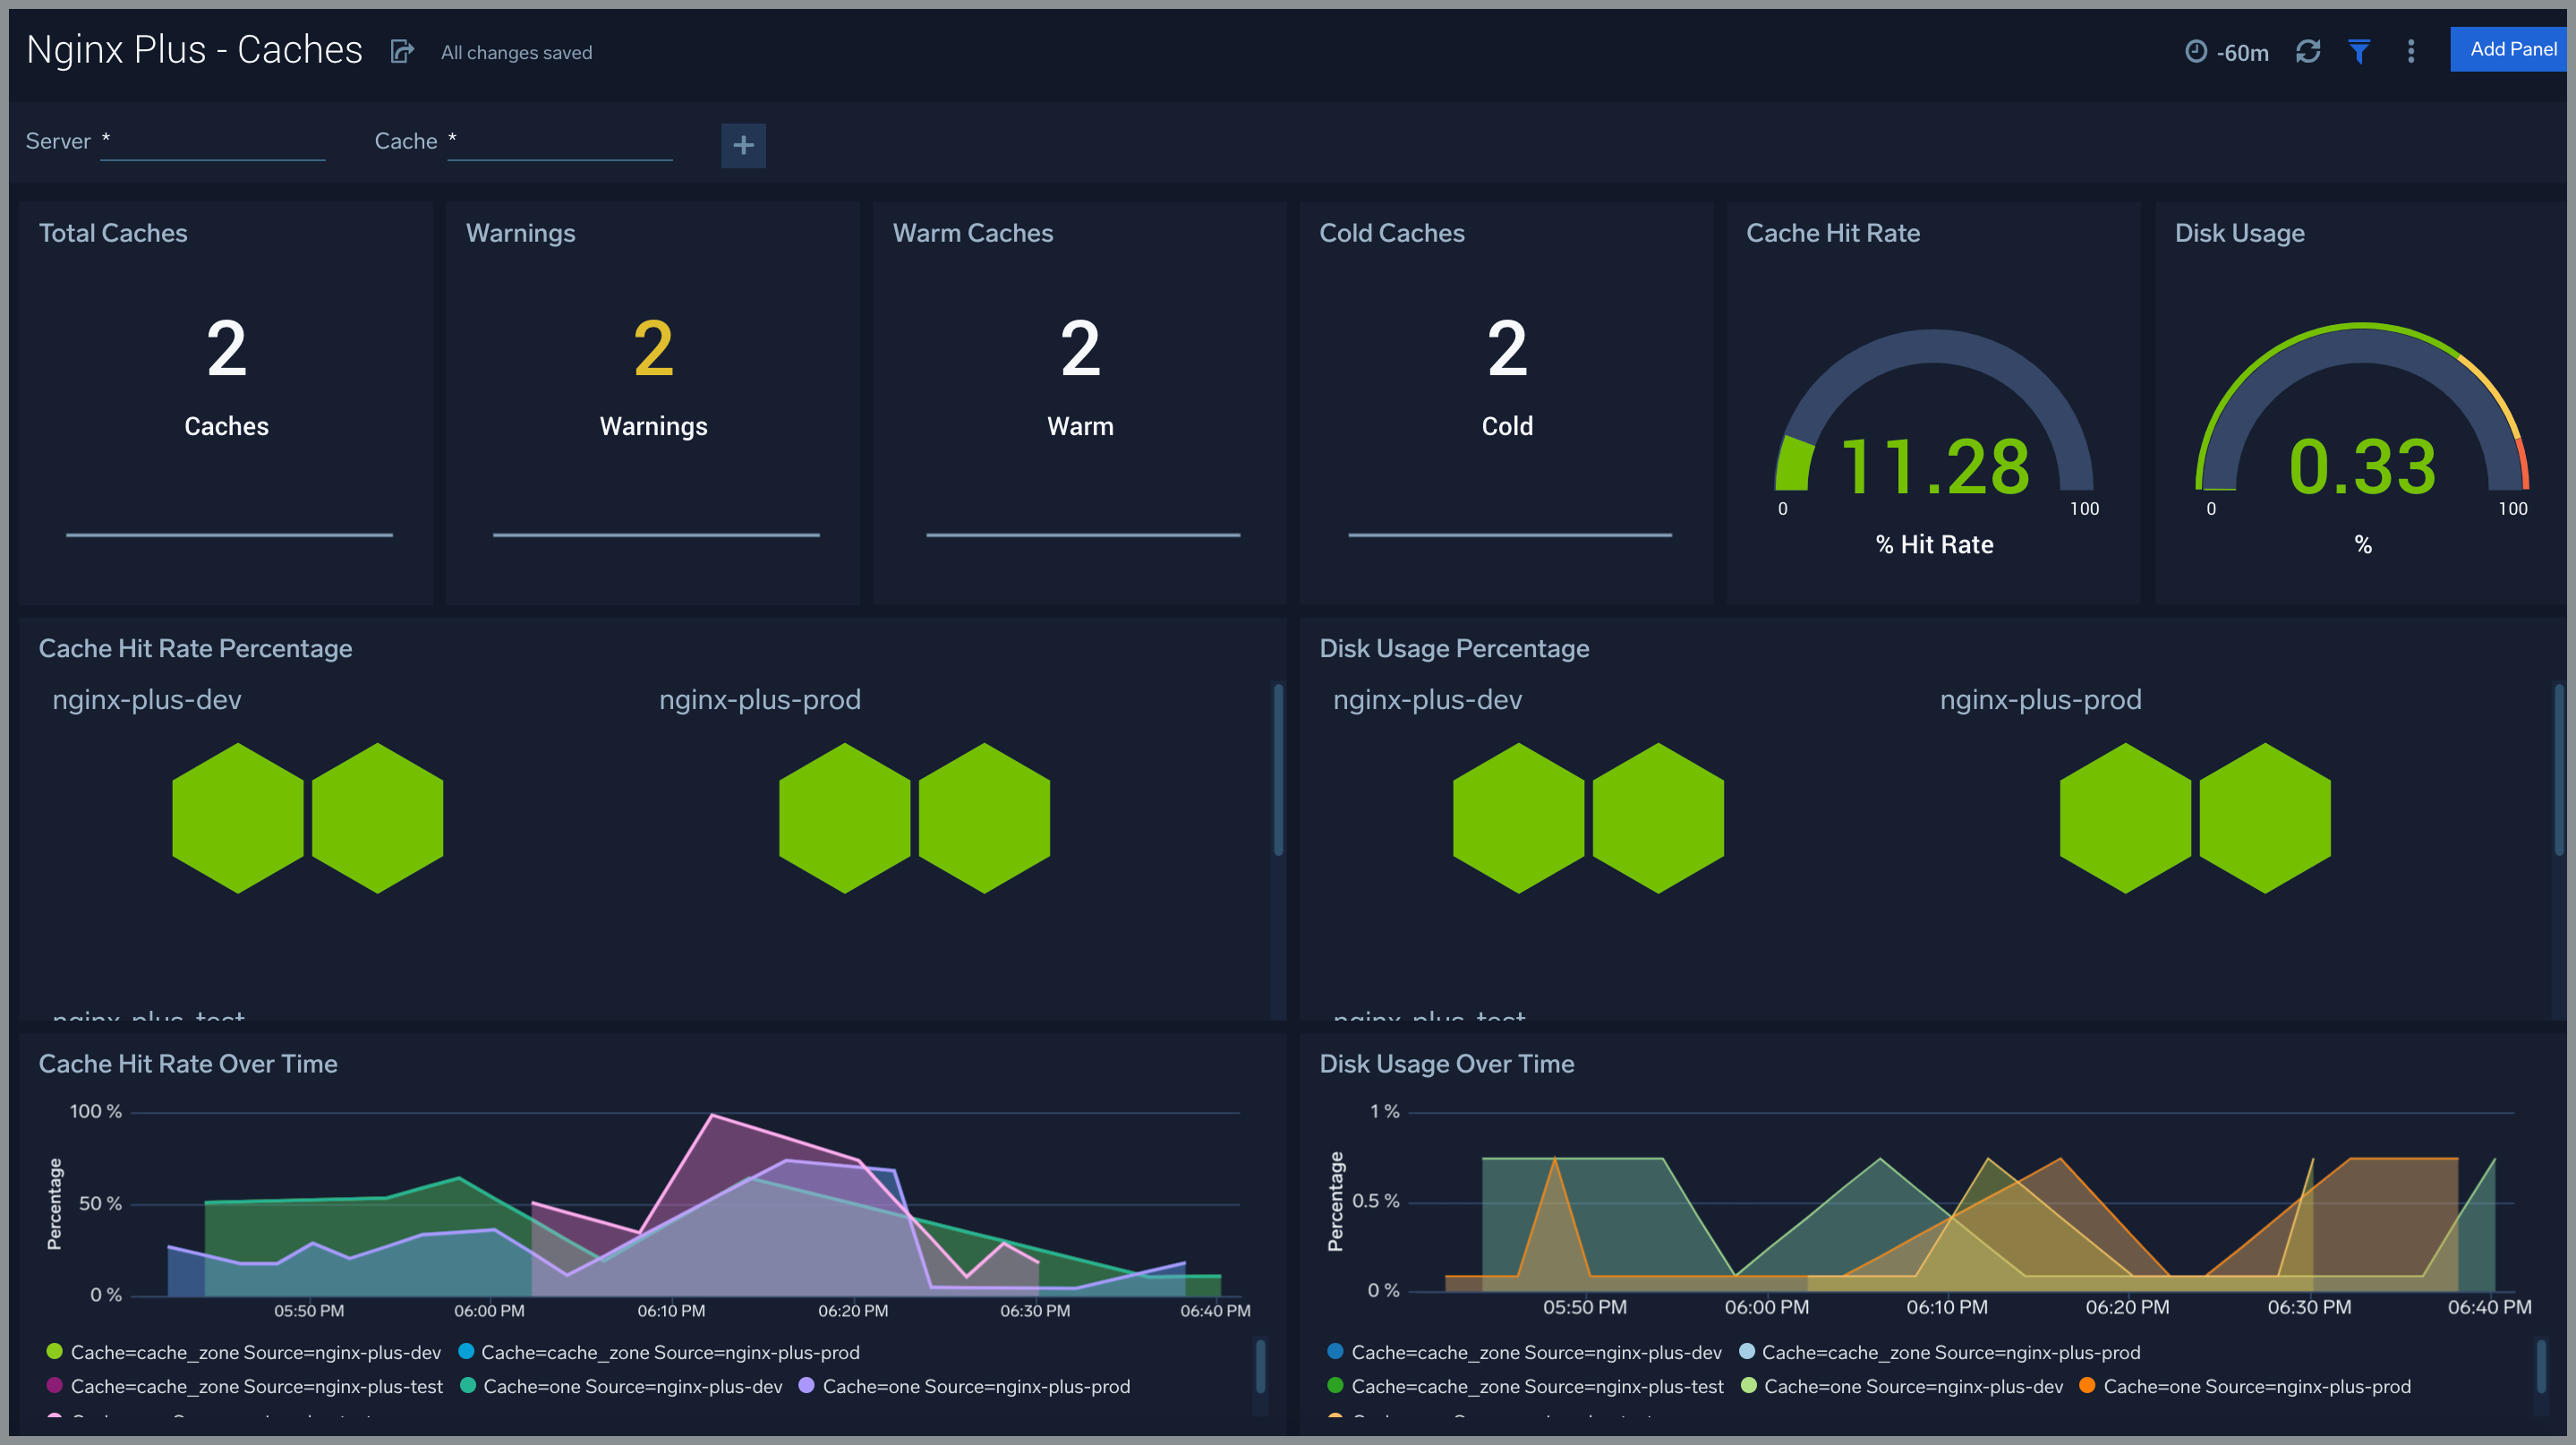 Nginx Plus - Caches All changes saved -60m Add Panel
Server * Cache * +
Total Caches Warnings Warm Caches Cold Caches Cache Hit Rate Disk Usage
2 2 2 2 11.28 0.33
Caches Warnings Warm Cold
0 100 0 100
% Hit Rate %
Cache Hit Rate Percentage
nginx-plus-dev nginx-plus-prod
nginx-plus-test
Disk Usage Percentage
nginx-plus-dev nginx-plus-prod
nginx-plus-test
Cache Hit Rate Over Time
Percentage
100 %
50 %
0 %
05:50 PM 06:00 PM 06:10 PM 06:20 PM 06:30 PM 06:40 PM
Cache=cache_zone Source=nginx-plus-dev Cache=cache_zone Source=nginx-plus-prod
Cache=cache_zone Source=nginx-plus-test Cache=one Source=nginx-plus-dev Cache=one Source=nginx-plus-prod
Disk Usage Over Time
Percentage
1 %
0.5 %
0 %
05:50 PM 06:00 PM 06:10 PM 06:20 PM 06:30 PM 06:40 PM
Cache=cache_zone Source=nginx-plus-dev Cache=cache_zone Source=nginx-plus-prod
Cache=cache_zone Source=nginx-plus-test Cache=one Source=nginx-plus-dev Cache=one Source=nginx-plus-prod